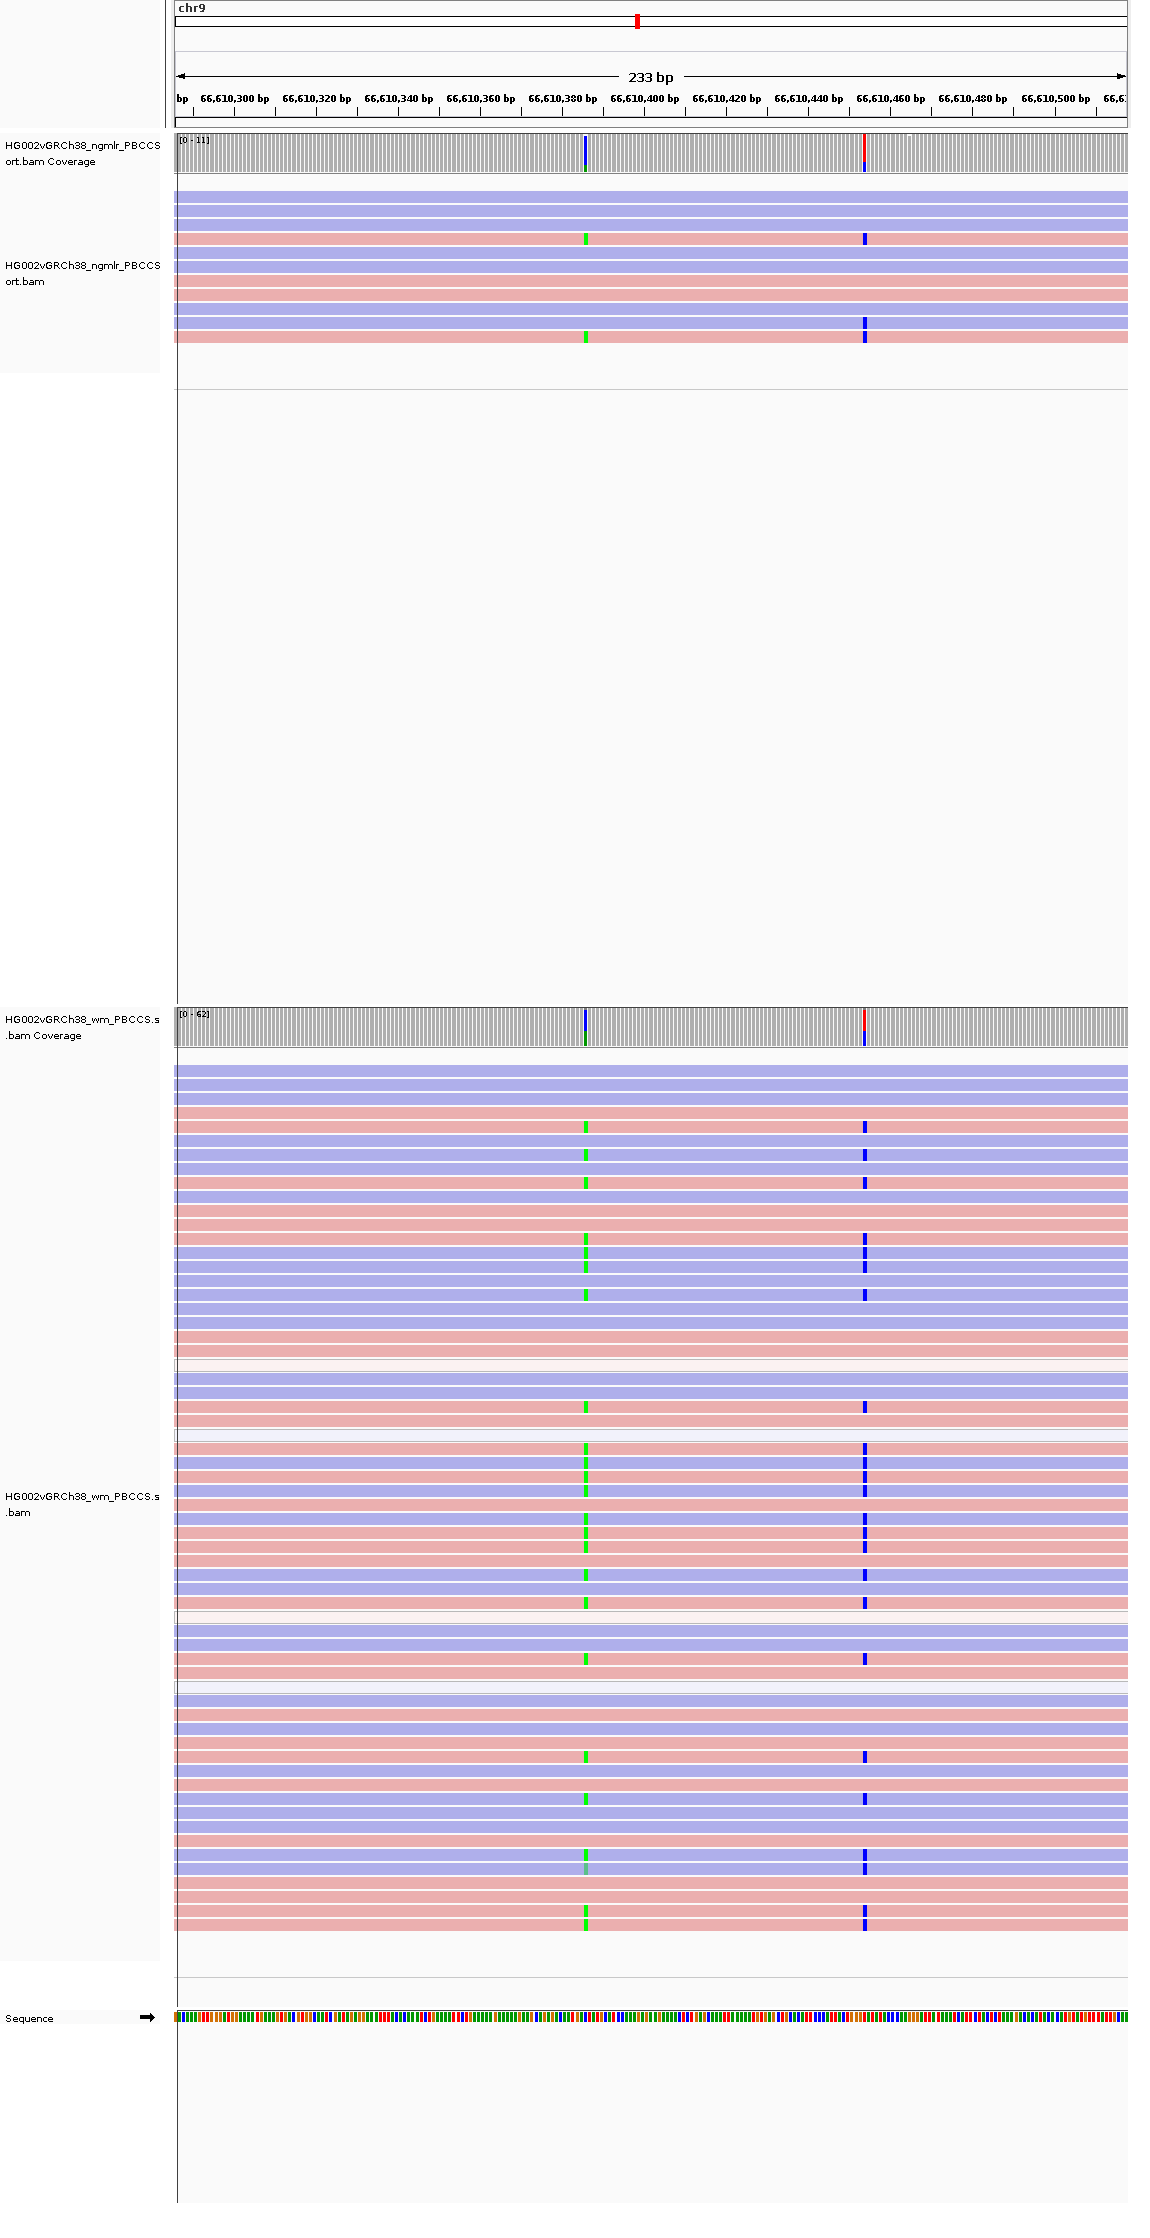 chr9
233 bp
bp 66,610,300 bp 66,610,320 bp 66,610,340 bp 66,610,360 bp 66,610,380 bp 66,610,400 bp 66,610,420 bp 66,610,440 bp 66,610,460 bp 66,610,480 bp 66,610,500 bp 66,6
[0 - 11]
HG002vGRCh38_ngmlr_PBCCS
ort.bam Coverage
HG002vGRCh38_ngmlr_PBCCS
ort.bam
[0 - 62]
HG002vGRCh38_wm_PBCCS.s
.bam Coverage
HG002vGRCh38_wm_PBCCS.s
.bam
Sequence